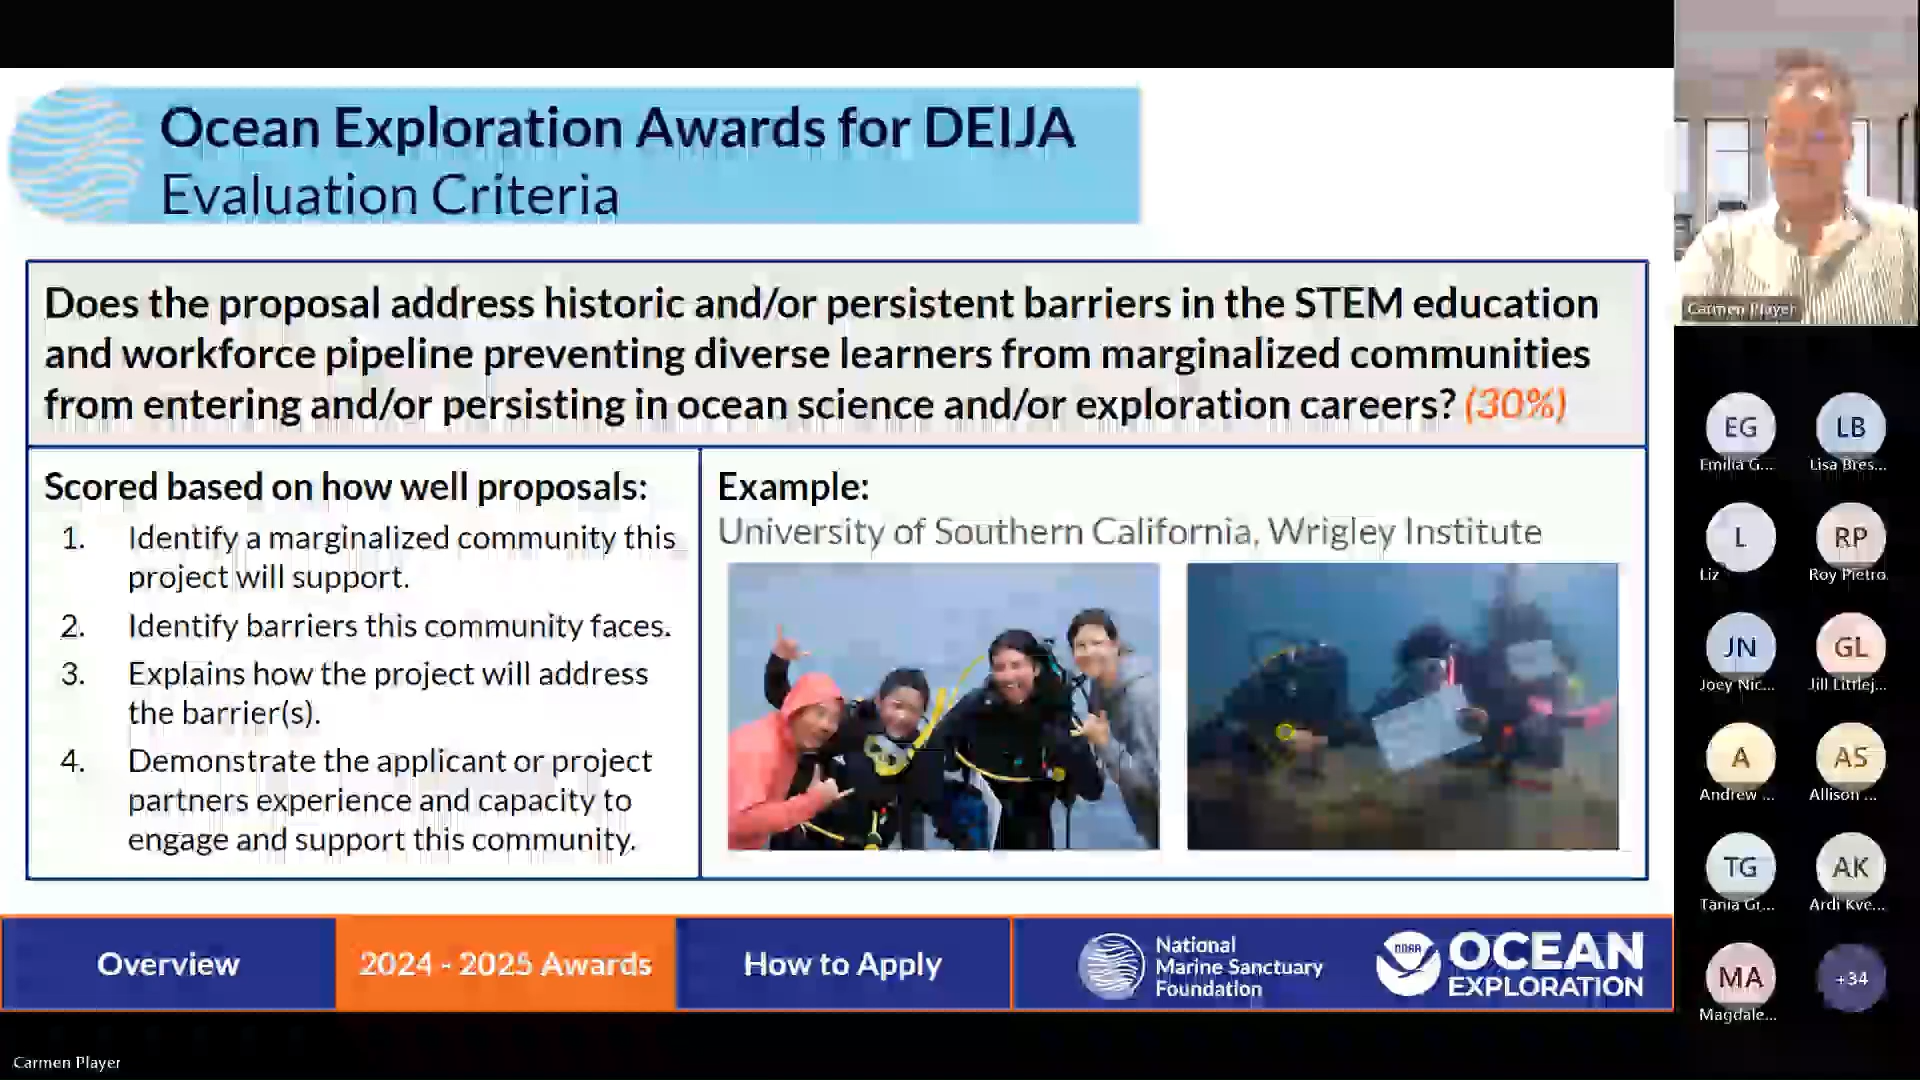 Ocean Exploration Awards for DEIJA
Evaluation Criteria
Does the proposal address historic and/or persistent barriers in the STEM education
and workforce pipeline preventing diverse learners from marginalized communities
from entering and/or persisting in ocean science and/or exploration careers? (30%)
Scored based on how well proposals:
1. Identify a marginalized community this
project will support.
2. Identify barriers this community faces.
3. Explains how the project will address
the barrier(s).
4. Demonstrate the applicant or project
partners experience and capacity to
engage and support this community.
Example:
University of Southern California, Wrigley Institute
Overview
2024 - 2025 Awards
How to Apply
National
Marine Sanctuary
Foundation
NOAA
OCEAN
EXPLORATION
Carmen Player
Carmen Player
EG
Emilia G...
LB
Lisa Bres...
L
Liz
RP
Roy Pietro
JN
Joey Nic...
GL
Jill Littlej...
A
Andrew ...
AS
Allison ...
TG
Tania Gr...
AK
Ardi Kve...
MA
Magdale...
+34